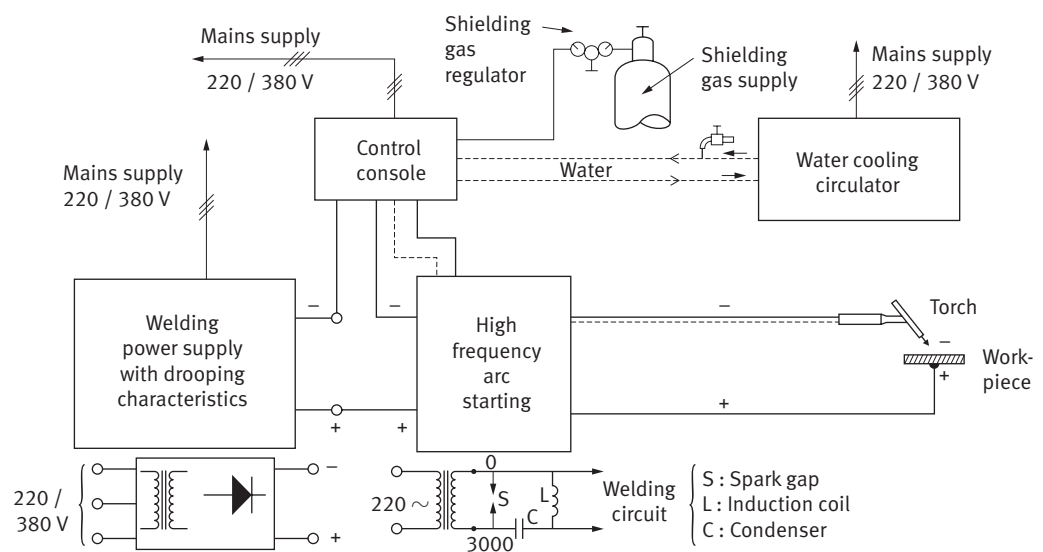 Mains supply
220 / 380 V
Shielding
gas
regulator
Shielding
gas supply
Mains supply
220 / 380 V
Control
console
Water
Water cooling
circulator
Mains supply
220 / 380 V
Welding
power supply
with drooping
characteristics
−
+
−
+
High
frequency
arc
starting
−
+
Torch
−
+
Work-
piece
220 /
380 V
−
+
220 ~
0
S
L
C
3000
Welding
circuit
S : Spark gap
L : Induction coil
C : Condenser